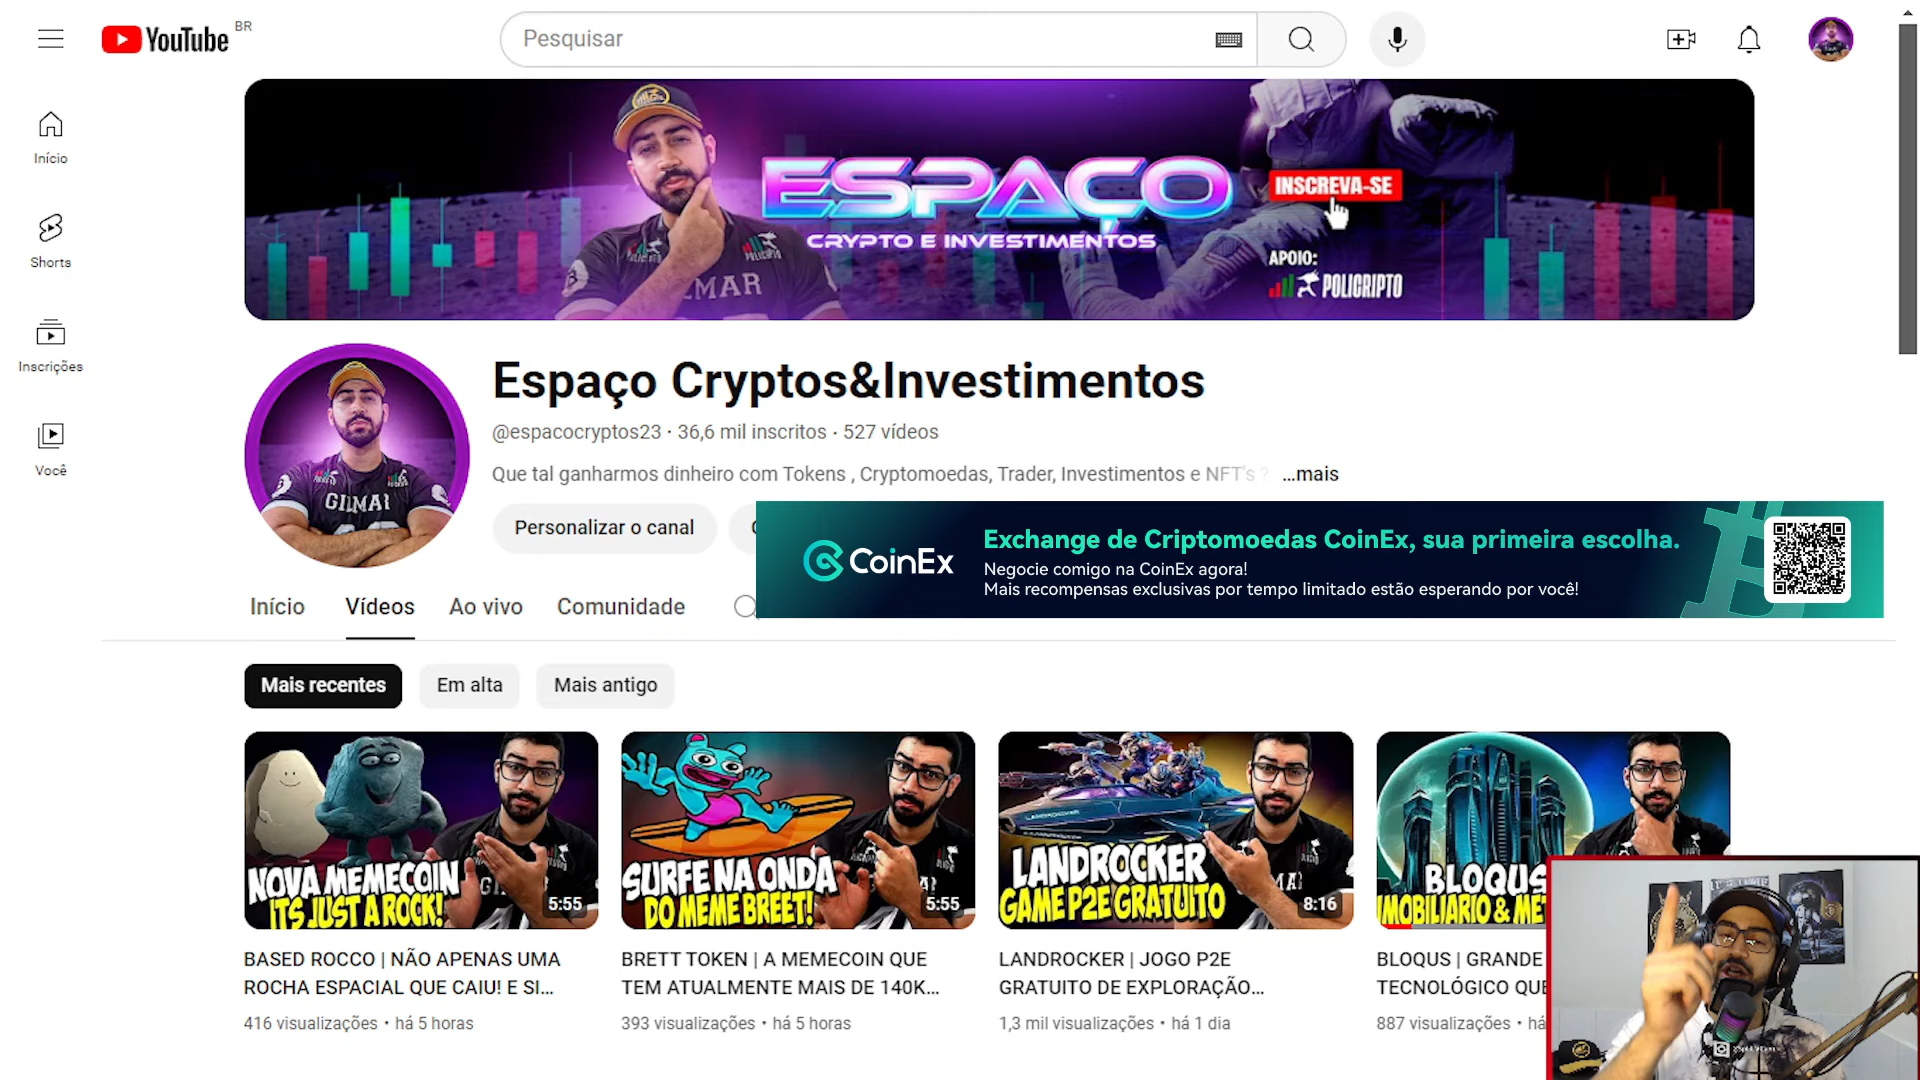 YouTube BR
Pesquisar
Início
Shorts
Inscrições
Você
ESPAÇO
CRYPTO E INVESTIMENTOS
INSCREVA-SE
APOIO:
POLICRIPTO
Espaço Cryptos&Investimentos
@espacocryptos23 · 36,6 mil inscritos · 527 vídeos
Que tal ganharmos dinheiro com Tokens , Cryptomoedas, Trader, Investimentos e NFT's ? ...mais
Personalizar o canal
CoinEx
Exchange de Criptomoedas CoinEx, sua primeira escolha.
Negocie comigo na CoinEx agora!
Mais recompensas exclusivas por tempo limitado estão esperando por você!
Início Vídeos Ao vivo Comunidade
Mais recentes Em alta Mais antigo
NOVA MEMECOIN
ITS JUST A ROCK!
5:55
SURFE NA ONDA
DO MEME BREET!
5:55
LANDROCKER
GAME P2E GRATUITO
8:16
BLOQUS
IMOBILIARIO &
BASED ROCCO | NÃO APENAS UMA
ROCHA ESPACIAL QUE CAIU! E SI...
416 visualizações • há 5 horas
BRETT TOKEN | A MEMECOIN QUE
TEM ATUALMENTE MAIS DE 140K...
393 visualizações • há 5 horas
LANDROCKER | JOGO P2E
GRATUITO DE EXPLORAÇÃO...
1,3 mil visualizações • há 1 dia
BLOQUS | GRANDE
TECNOLÓGICO QUE
887 visualizações • há